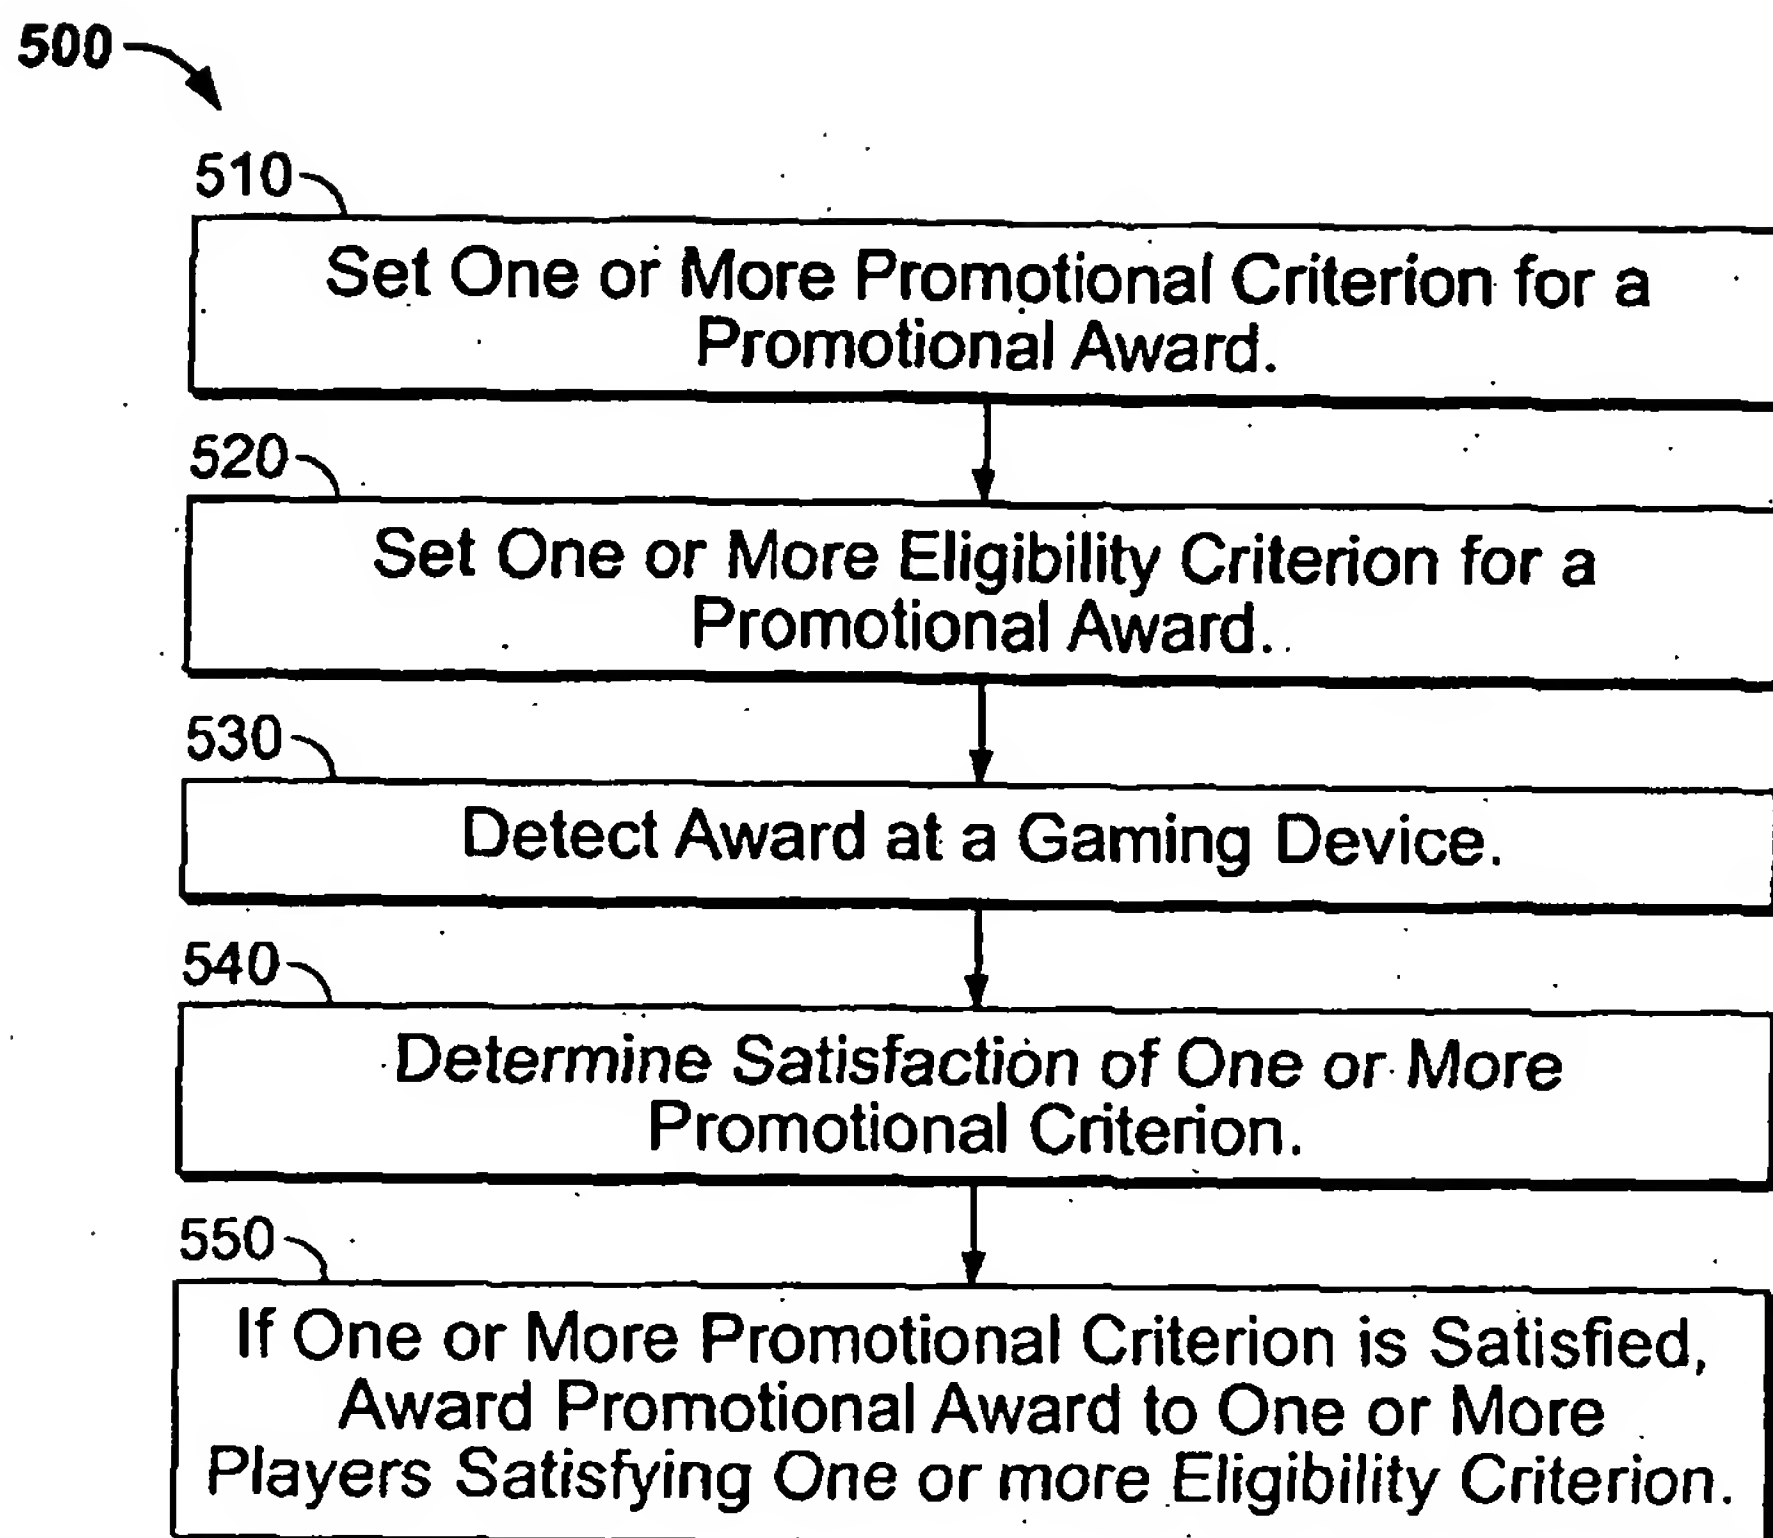 500
510
Set One or More Promotional Criterion for a
Promotional Award.
520
Set One or More Eligibility Criterion for a
Promotional Award.
530
Detect Award at a Gaming Device.
540
Determine Satisfaction of One or More
Promotional Criterion.
550
If One or More Promotional Criterion is Satisfied,
Award Promotional Award to One or More
Players Satisfying One or more Eligibility Criterion.